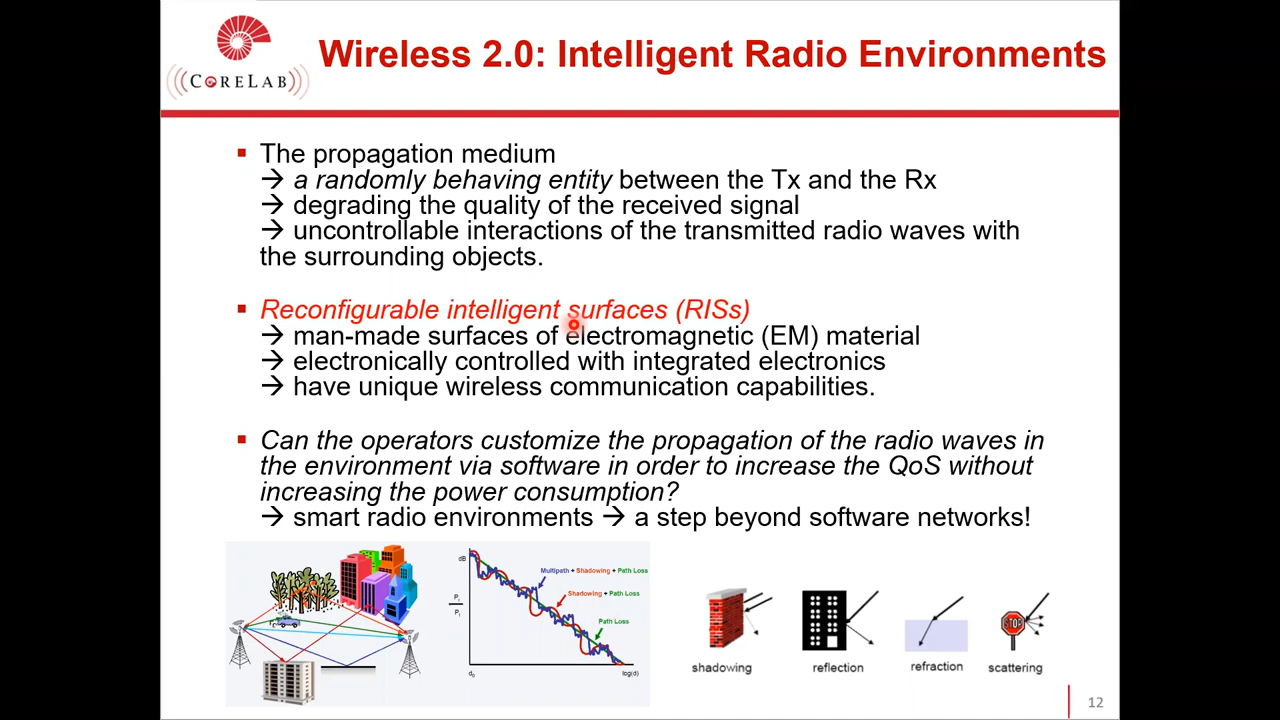 Wireless 2.0: Intelligent Radio Environments
CORELAB
The propagation medium
→ a randomly behaving entity between the Tx and the Rx
→ degrading the quality of the received signal
→ uncontrollable interactions of the transmitted radio waves with
the surrounding objects.
Reconfigurable intelligent surfaces (RISs)
→ man-made surfaces of electromagnetic (EM) material
→ electronically controlled with integrated electronics
→ have unique wireless communication capabilities.
Can the operators customize the propagation of the radio waves in
the environment via software in order to increase the QoS without
increasing the power consumption?
→ smart radio environments → a step beyond software networks!
dB
Multipath + Shadowing + Path Loss
Shadowing + Path Loss
Path Loss
Pr
Pt
d0
log(d)
STOP
shadowing
reflection
refraction
scattering
12